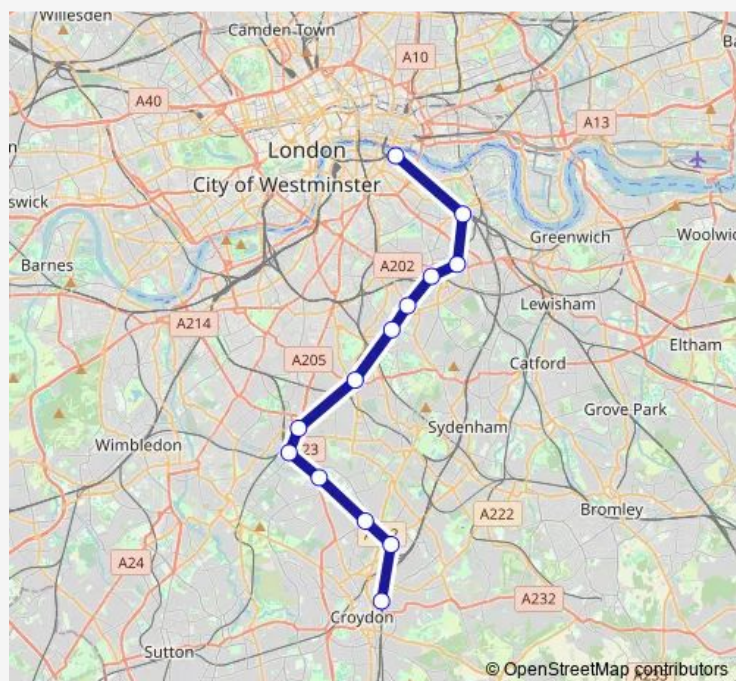 Willesden
Camden Town
A10
Ba
A40
A13
London
City of Westminster
swick
Greenwich
Woolwic
Barnes
A202
Lewisham
A214
Eltham
A205
Catford
Grove Park
Sydenham
Wimbledon
23
A222
Bromley
A24
A232
Croydon
Sutton
© OpenStreetMap contributors